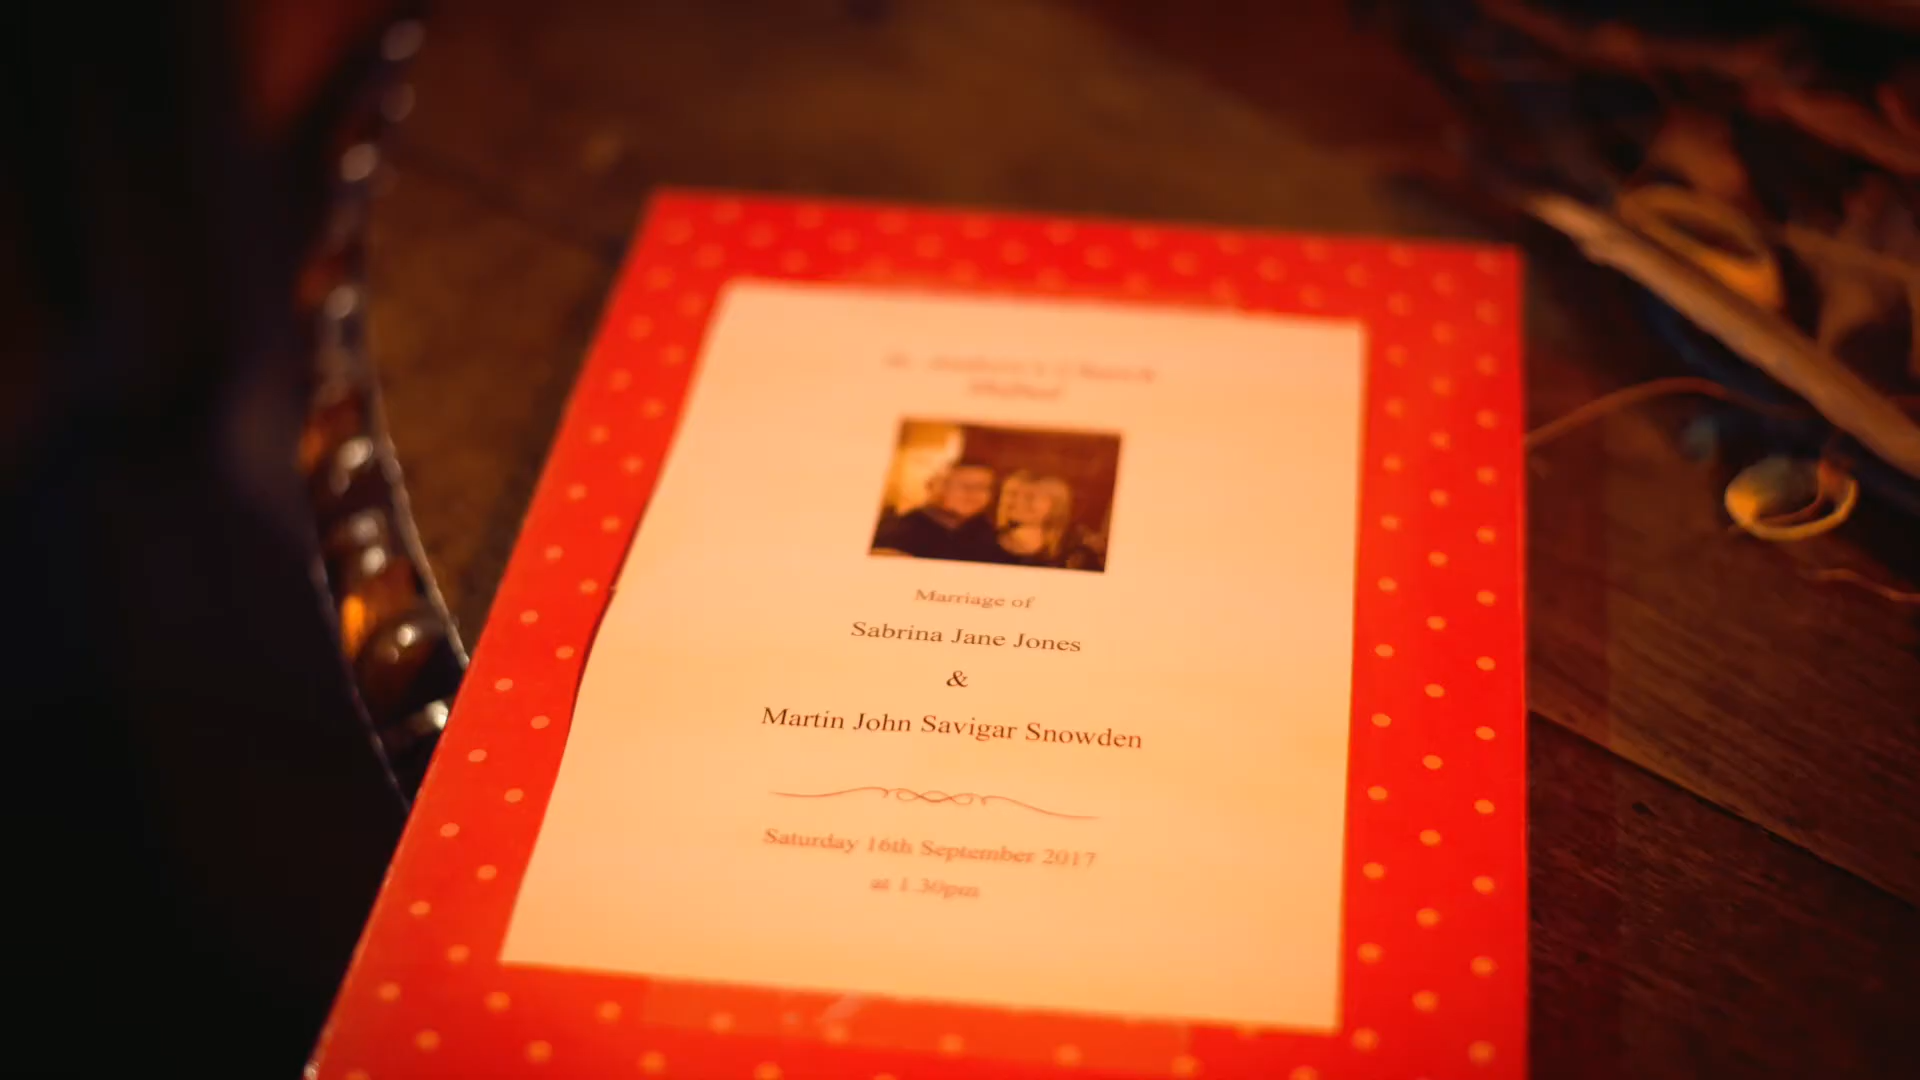 Marriage of
Sabrina Jane Jones
&
Martin John Savigar Snowden
Saturday 16th September 2017
at 1.30pm